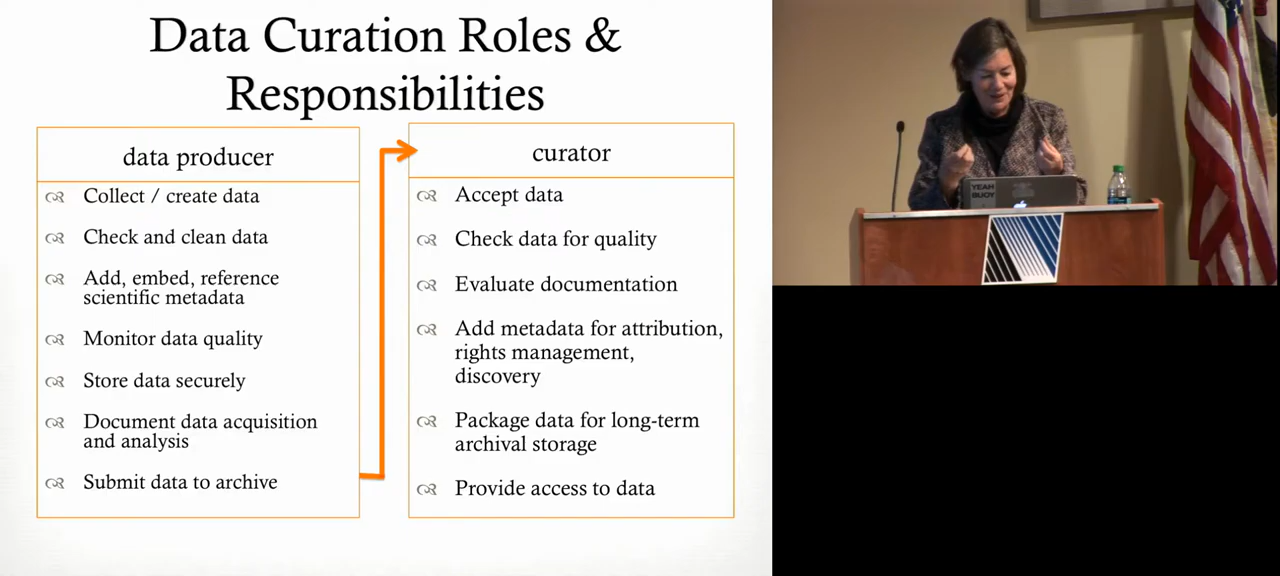 Data Curation Roles &
Responsibilities
data producer
Collect / create data
Check and clean data
Add, embed, reference
scientific metadata
Monitor data quality
Store data securely
Document data acquisition
and analysis
Submit data to archive
curator
Accept data
Check data for quality
Evaluate documentation
Add metadata for attribution,
rights management,
discovery
Package data for long-term
archival storage
Provide access to data
YEAH
BUOY